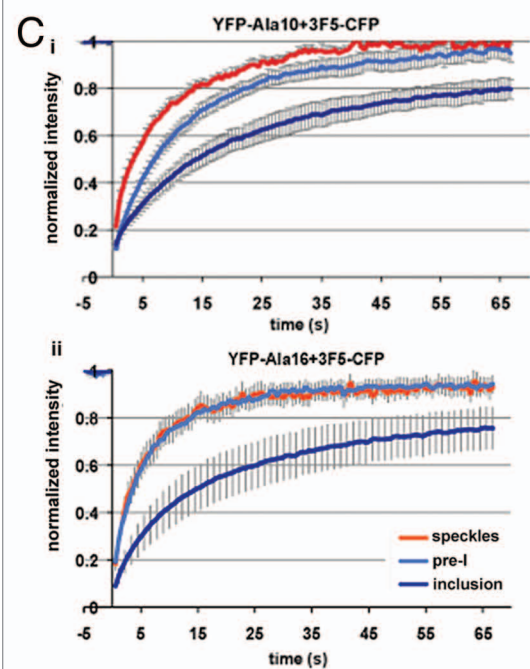 C
i
YFP-Ala10+3F5-CFP
normalized intensity
1
0.8
0.6
0.4
0.2
0
-5 5 15 25 35 45 55 65
time (s)
ii
YFP-Ala16+3F5-CFP
normalized intensity
1
0.8
0.6
0.4
0.2
0
speckles
pre-I
inclusion
-5 5 15 25 35 45 55 65
time (s)